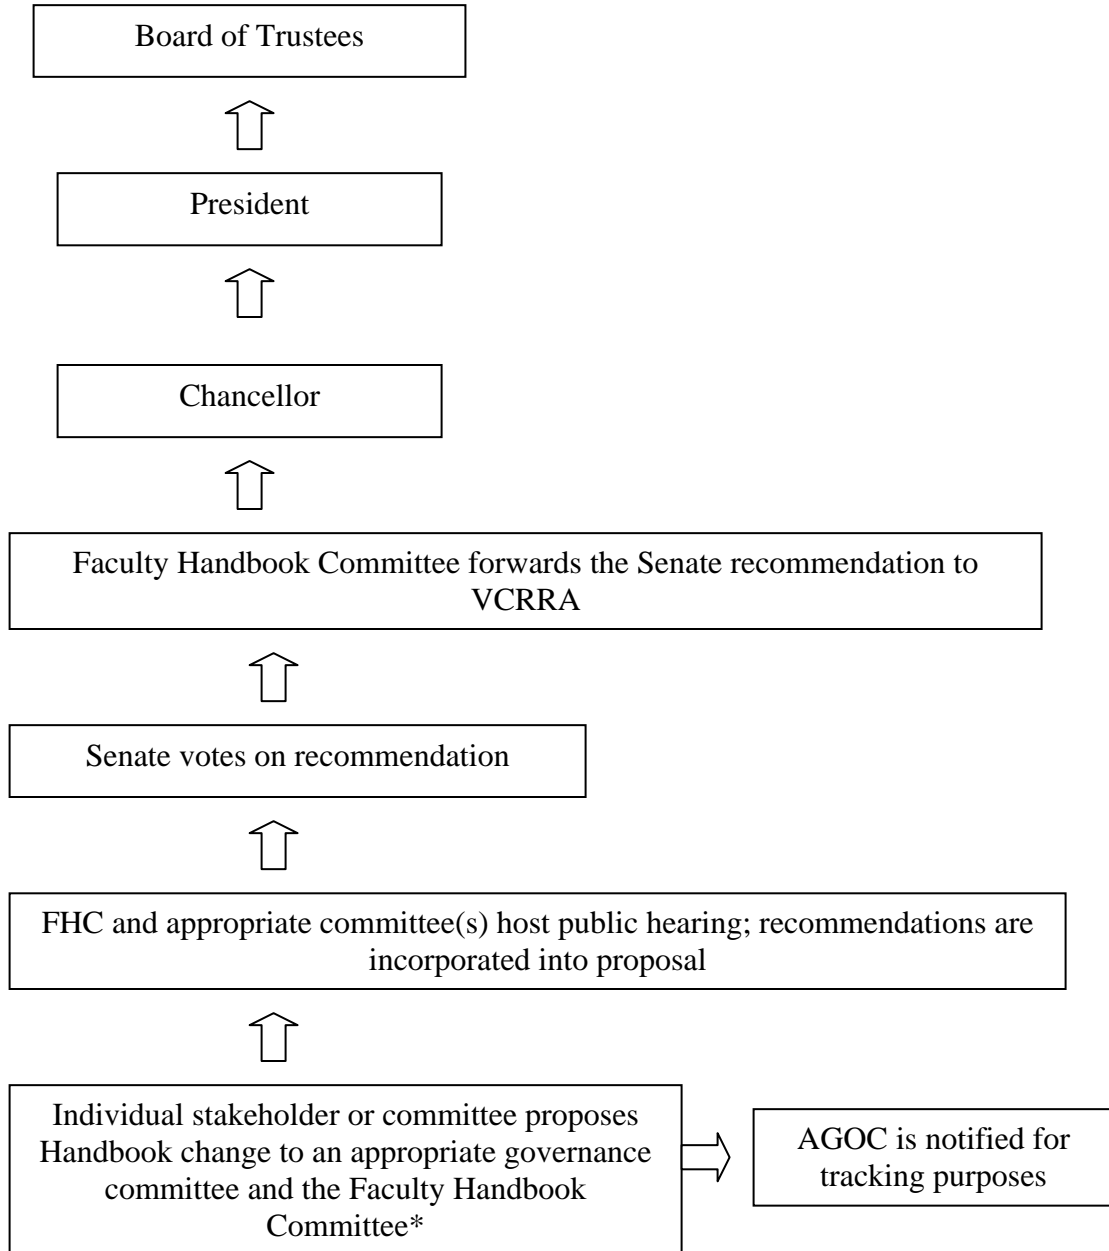 Board of Trustees
President
Chancellor
Faculty Handbook Committee forwards the Senate recommendation to
VCRRA
Senate votes on recommendation
FHC and appropriate committee(s) host public hearing; recommendations are
incorporated into proposal
Individual stakeholder or committee proposes
Handbook change to an appropriate governance
committee and the Faculty Handbook
Committee*
AGOC is notified for
tracking purposes